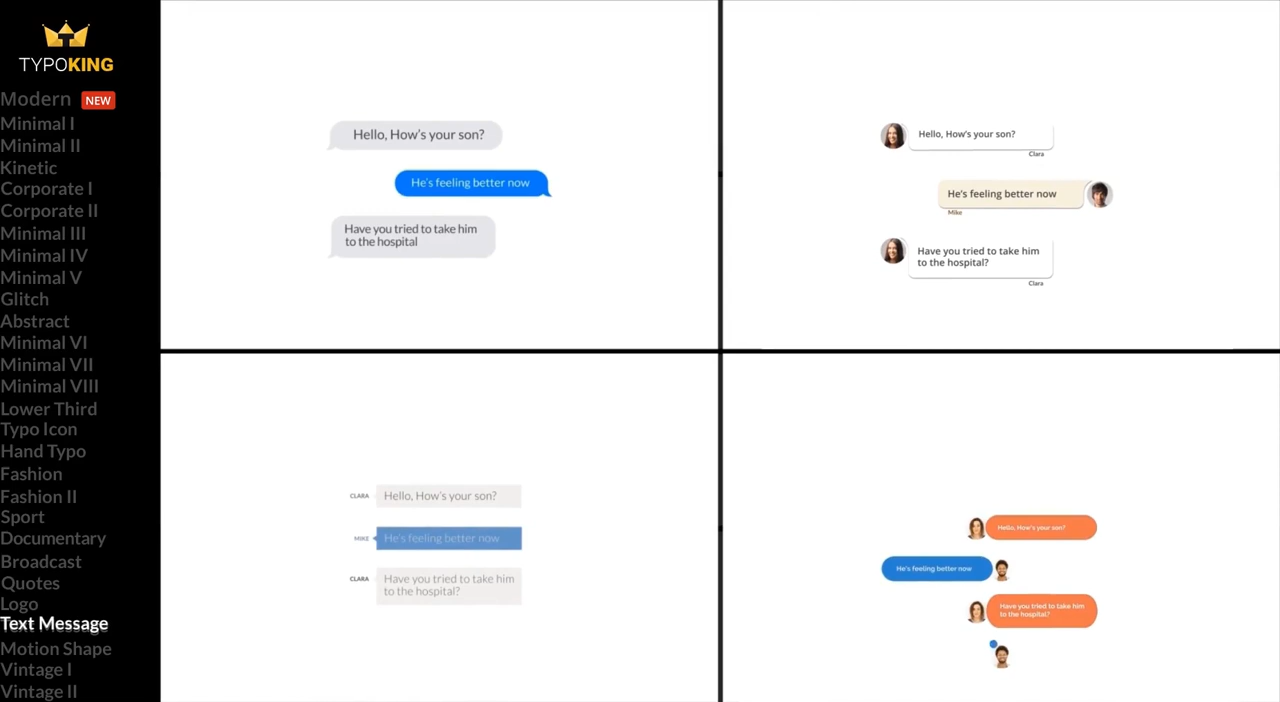 TYPOKING
Modern NEW
Minimal I
Minimal II
Kinetic
Corporate I
Corporate II
Minimal III
Minimal IV
Minimal V
Glitch
Abstract
Minimal VI
Minimal VII
Minimal VIII
Lower Third
Typo Icon
Hand Typo
Fashion
Fashion II
Sport
Documentary
Broadcast
Quotes
Logo
Text Message
Motion Shape
Vintage I
Vintage II
Hello, How's your son?
He's feeling better now
Have you tried to take him
to the hospital
Hello, How's your son?
Clara
He's feeling better now
Mike
Have you tried to take him
to the hospital?
Clara
CLARA Hello, How's your son?
MIKE He's feeling better now
CLARA Have you tried to take him
to the hospital?
Hello, How's your son?
He's feeling better now
Have you tried to take him
to the hospital?